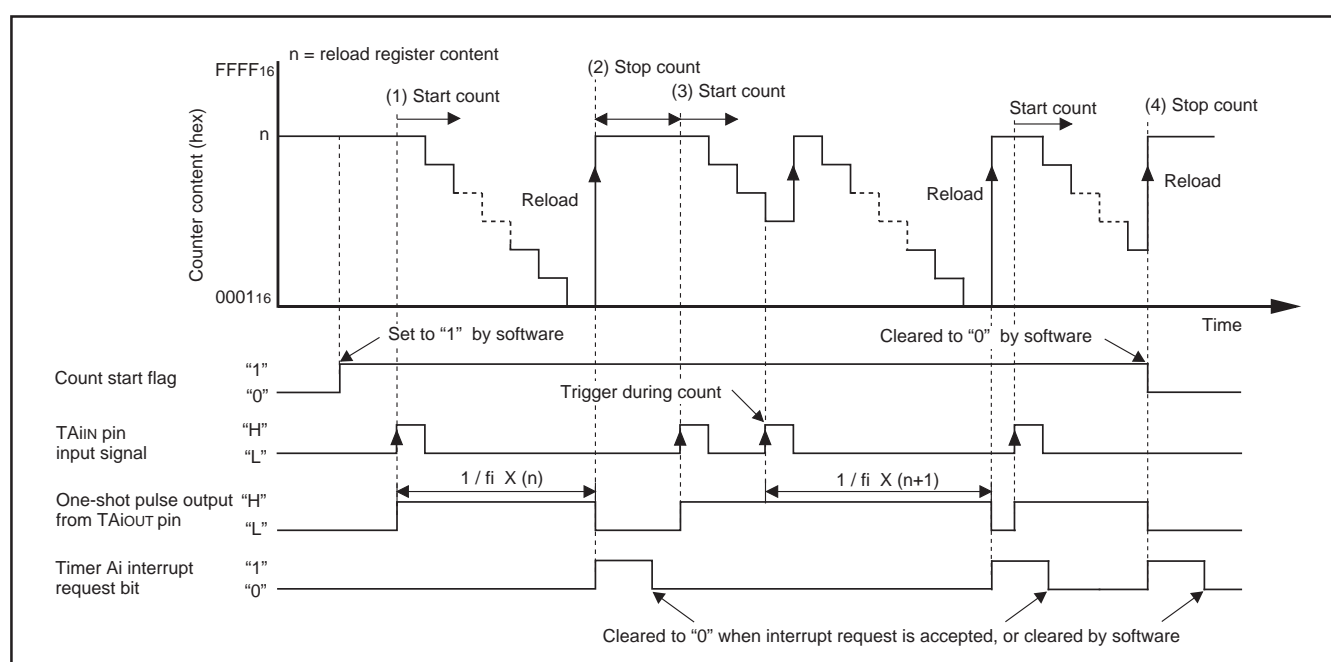 n = reload register content
FFFF16
(1) Start count
(2) Stop count
(3) Start count
Start count
(4) Stop count
n
Counter content (hex)
Reload
Reload
Reload
000116
Time
Set to “1” by software
Cleared to “0” by software
Count start flag
“1”
“0”
Trigger during count
TAiIN pin
input signal
“H”
“L”
1 / fi X (n)
1 / fi X (n+1)
One-shot pulse output
from TAiOUT pin
“H”
“L”
Timer Ai interrupt
request bit
“1”
“0”
Cleared to “0” when interrupt request is accepted, or cleared by software